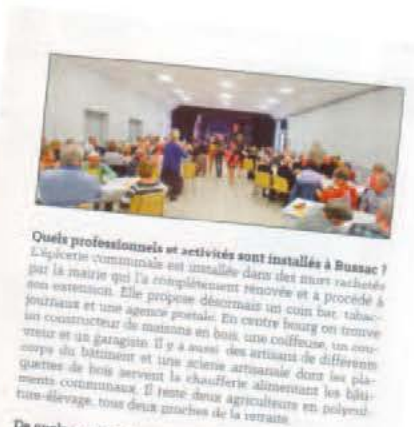 Quels professionnels et activités sont installés à Bussac ?
L'épicerie communale est installée dans des murs rachetés
par la mairie qui l'a complètement rénovée et a procédé à
son extension. Elle propose désormais un coin bar, tabac-
journaux et une agence postale. En centre bourg on trouve
un constructeur de maisons en bois, une coiffeuse, un cou-
vreur et un garagiste. Il y a aussi des artisans de différents
corps du bâtiment et une scierie artisanale dont les pla-
quettes de bois servent la chaufferie alimentant les bâti-
ments communaux. Il reste deux agriculteurs en polycul-
ture-élevage, tous deux proches de la retraite.